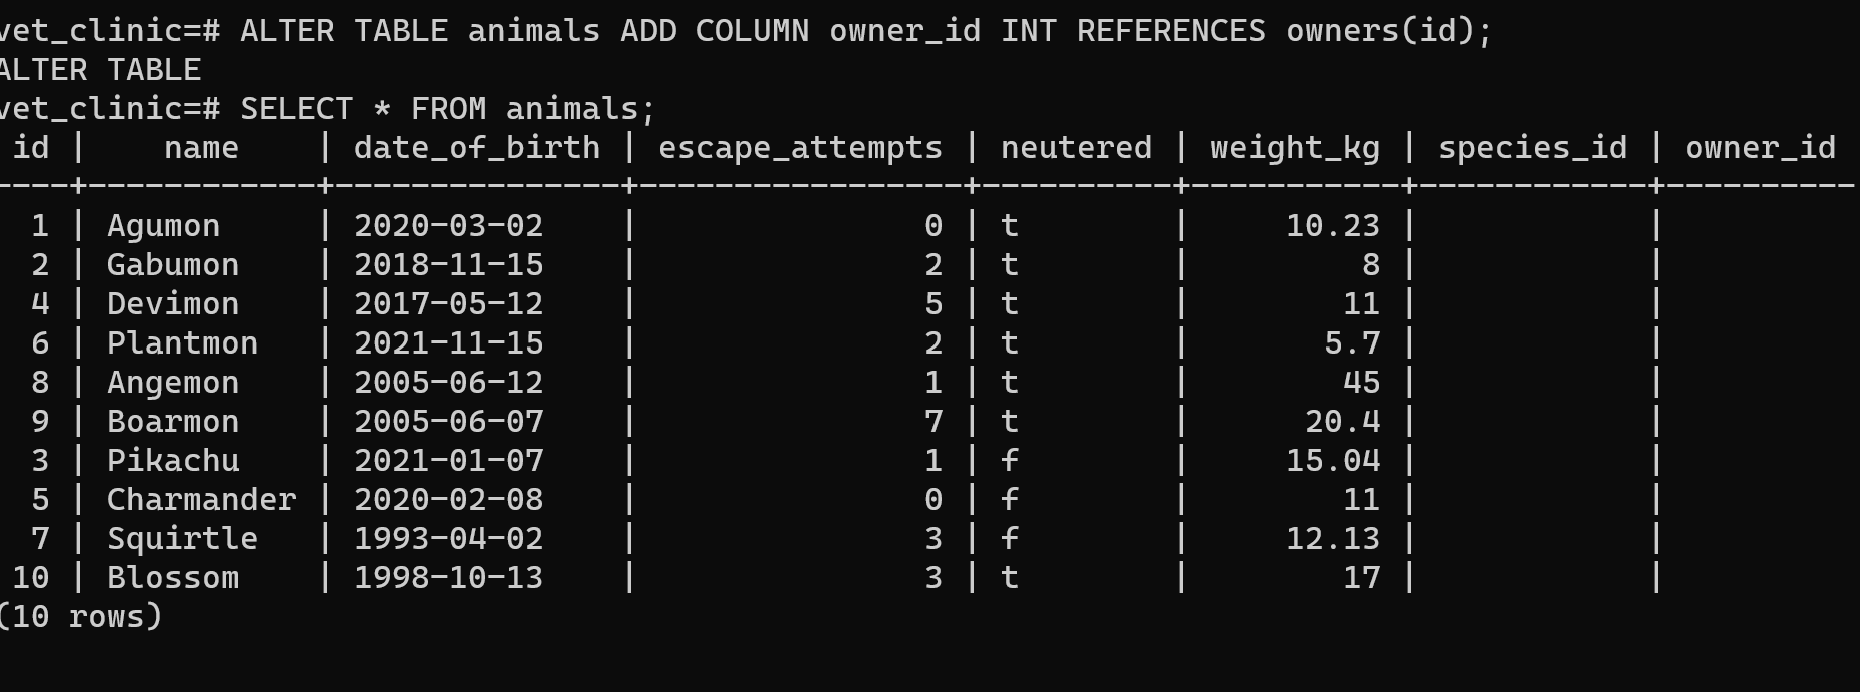 vet_clinic=# ALTER TABLE animals ADD COLUMN owner_id INT REFERENCES owners(id);
ALTER TABLE
vet_clinic=# SELECT * FROM animals;
 id |    name    | date_of_birth | escape_attempts | neutered | weight_kg | species_id | owner_id
----+------------+---------------+-----------------+----------+-----------+------------+----------
  1 | Agumon     | 2020-03-02    |               0 | t        |     10.23 |            |
  2 | Gabumon    | 2018-11-15    |               2 | t        |         8 |            |
  4 | Devimon    | 2017-05-12    |               5 | t        |        11 |            |
  6 | Plantmon   | 2021-11-15    |               2 | t        |       5.7 |            |
  8 | Angemon    | 2005-06-12    |               1 | t        |        45 |            |
  9 | Boarmon    | 2005-06-07    |               7 | t        |      20.4 |            |
  3 | Pikachu    | 2021-01-07    |               1 | f        |     15.04 |            |
  5 | Charmander | 2020-02-08    |               0 | f        |        11 |            |
  7 | Squirtle   | 1993-04-02    |               3 | f        |     12.13 |            |
 10 | Blossom    | 1998-10-13    |               3 | t        |        17 |            |
(10 rows)